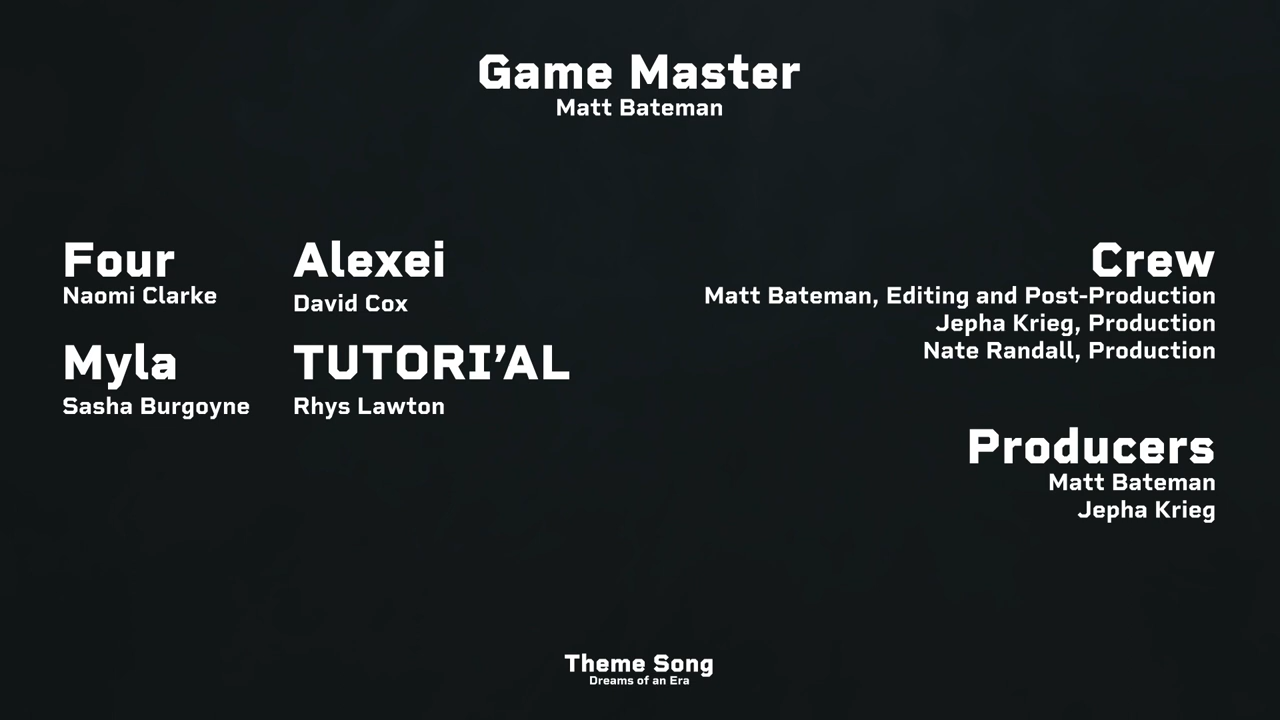 Game Master
Matt Bateman
Four
Naomi Clarke
Alexei
David Cox
Myla
Sasha Burgoyne
TUTORI’AL
Rhys Lawton
Crew
Matt Bateman, Editing and Post-Production
Jepha Krieg, Production
Nate Randall, Production
Producers
Matt Bateman
Jepha Krieg
Theme Song
Dreams of an Era